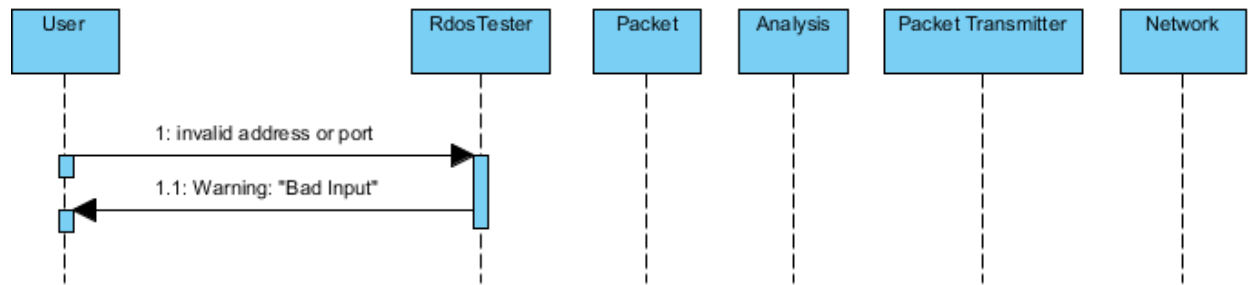 User
RdosTester
Packet
Analysis
Packet Transmitter
Network
1: invalid address or port
1.1: Warning: "Bad Input"